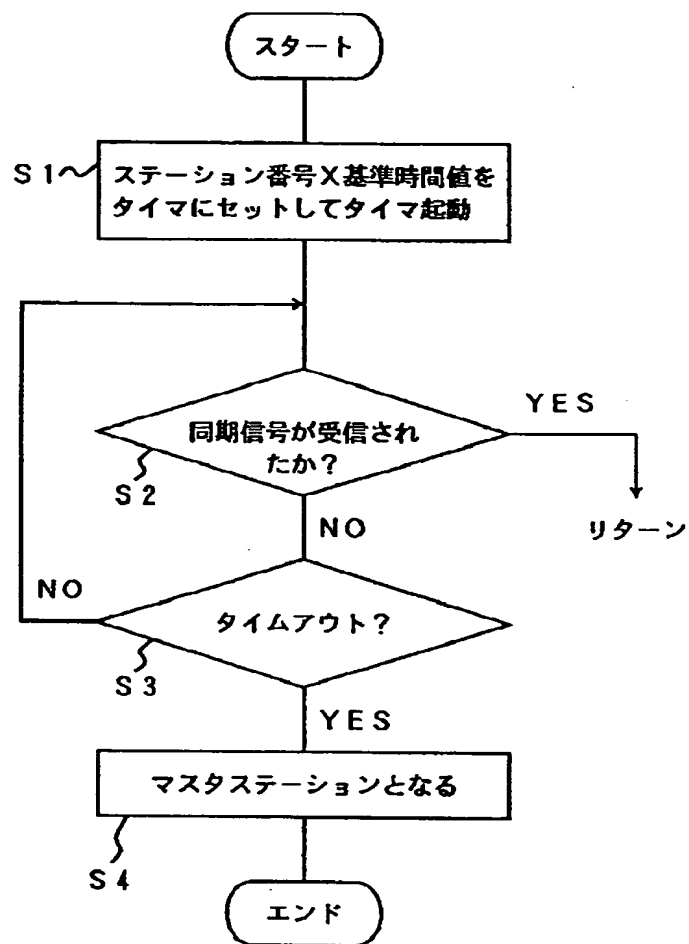 スタート
S1
ステーション番号X基準時間値を
タイマにセットしてタイマ起動
同期信号が受信され
たか？
S2
YES
リターン
NO
NO
タイムアウト？
S3
YES
マスタステーションとなる
S4
エンド